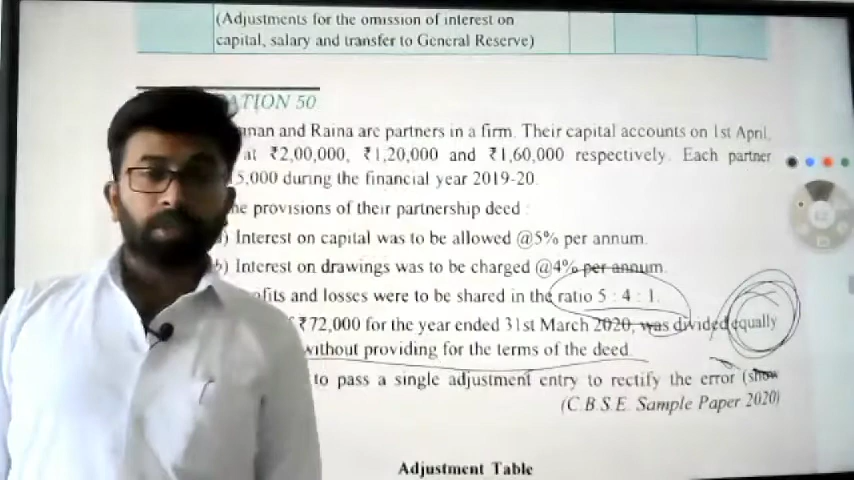 (Adjustments for the omission of interest on
capital, salary and transfer to General Reserve)
ATION 50
and Raina are partners in a firm. Their capital accounts on 1st April,
at ₹2,00,000, ₹1,20,000 and ₹1,60,000 respectively. Each partner
5,000 during the financial year 2019-20.
he provisions of their partnership deed :
) Interest on capital was to be allowed @5% per annum.
b) Interest on drawings was to be charged @4% per annum.
ofits and losses were to be shared in the ratio 5 : 4 : 1.
₹72,000 for the year ended 31st March 2020, was divided equally
without providing for the terms of the deed.
to pass a single adjustment entry to rectify the error (show
(C.B.S.E. Sample Paper 2020)
Adjustment Table